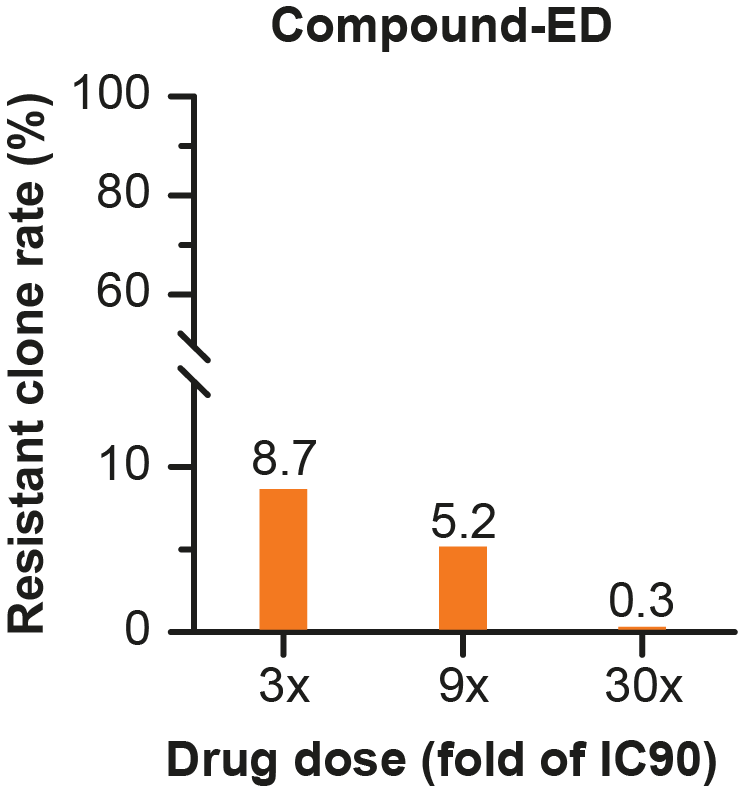 Compound-ED
Resistant clone rate (%)
100
80
60
10
0
8.7
5.2
0.3
3x
9x
30x
Drug dose (fold of IC90)